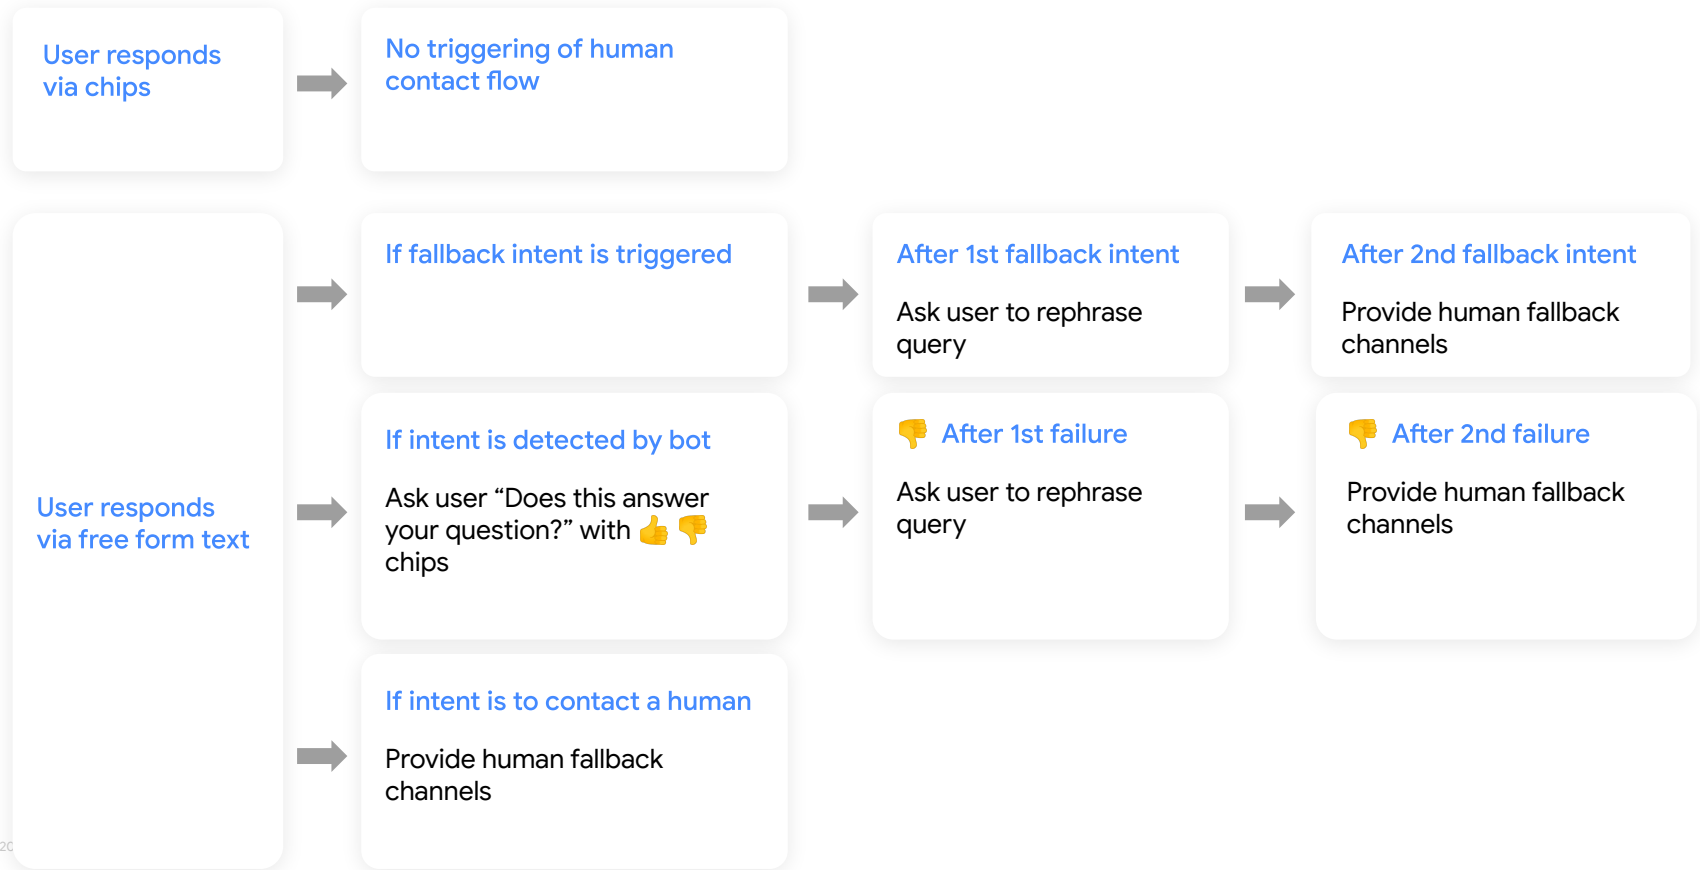 User responds
via chips
No triggering of human
contact flow
User responds
via free form text
If fallback intent is triggered
After 1st fallback intent
Ask user to rephrase
query
After 2nd fallback intent
Provide human fallback
channels
If intent is detected by bot
Ask user “Does this answer
your question?” with 👍 👎
chips
👎 After 1st failure
Ask user to rephrase
query
👎 After 2nd failure
Provide human fallback
channels
If intent is to contact a human
Provide human fallback
channels
20